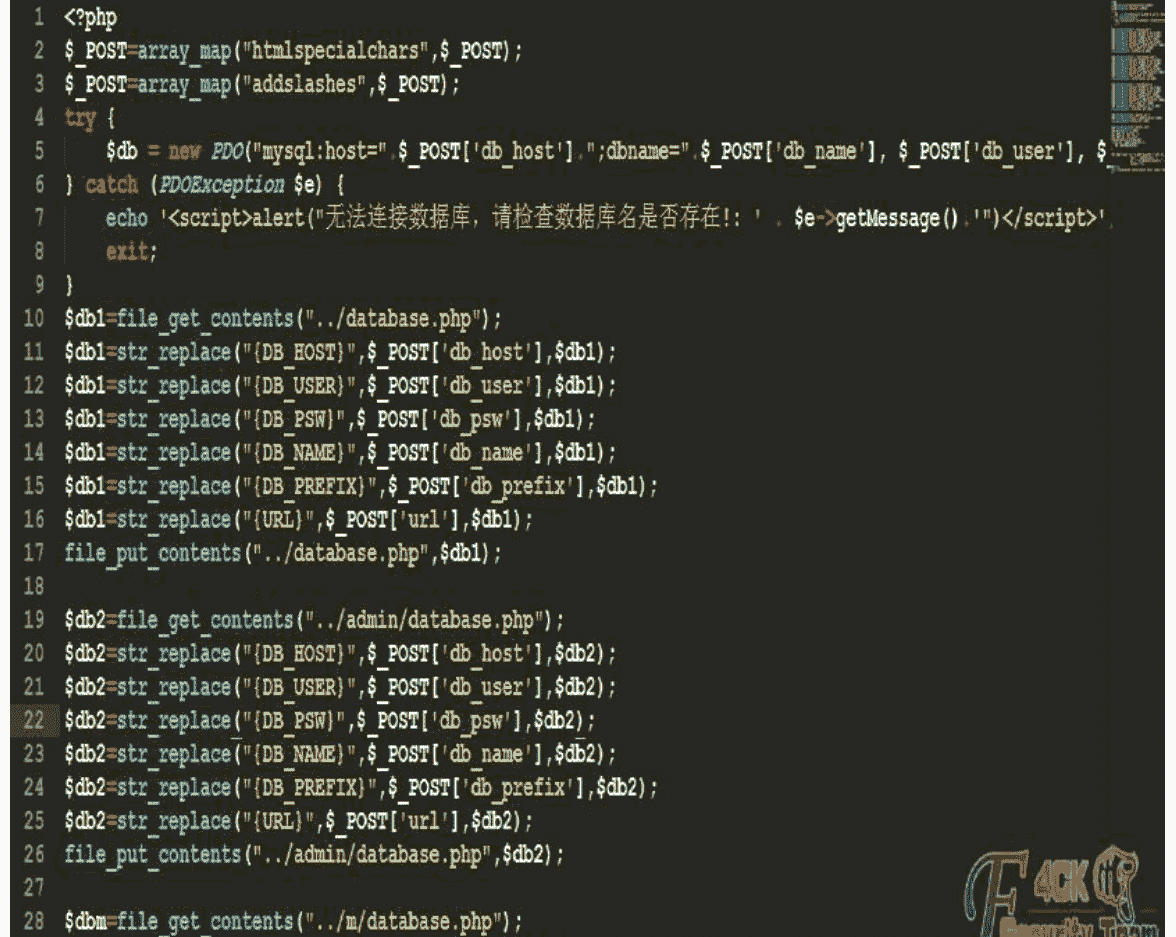 1 <?php
2 $_POST=array_map("htmlspecialchars",$_POST);
3 $_POST=array_map("addslashes",$_POST);
4 try {
5 $db = new PDO("mysql:host=".$_POST['db_host'].";dbname=".$_POST['db_name'], $_POST['db_user'], $_
6 } catch (PDOException $e) {
7 echo '<script>alert("无法连接数据库，请检查数据库名是否存在!: ' . $e->getMessage().'")</script>'.
8 exit;
9 }
10 $db1=file_get_contents("../database.php");
11 $db1=str_replace("{DB_HOST}",$_POST['db_host'],$db1);
12 $db1=str_replace("{DB_USER}",$_POST['db_user'],$db1);
13 $db1=str_replace("{DB_PSW}",$_POST['db_psw'],$db1);
14 $db1=str_replace("{DB_NAME}",$_POST['db_name'],$db1);
15 $db1=str_replace("{DB_PREFIX}",$_POST['db_prefix'],$db1);
16 $db1=str_replace("{URL}",$_POST['url'],$db1);
17 file_put_contents("../database.php",$db1);
18
19 $db2=file_get_contents("../admin/database.php");
20 $db2=str_replace("{DB_HOST}",$_POST['db_host'],$db2);
21 $db2=str_replace("{DB_USER}",$_POST['db_user'],$db2);
22 $db2=str_replace("{DB_PSW}",$_POST['db_psw'],$db2);
23 $db2=str_replace("{DB_NAME}",$_POST['db_name'],$db2);
24 $db2=str_replace("{DB_PREFIX}",$_POST['db_prefix'],$db2);
25 $db2=str_replace("{URL}",$_POST['url'],$db2);
26 file_put_contents("../admin/database.php",$db2);
27
28 $dbm=file_get_contents("../m/database.php");
F4CK
Security Team